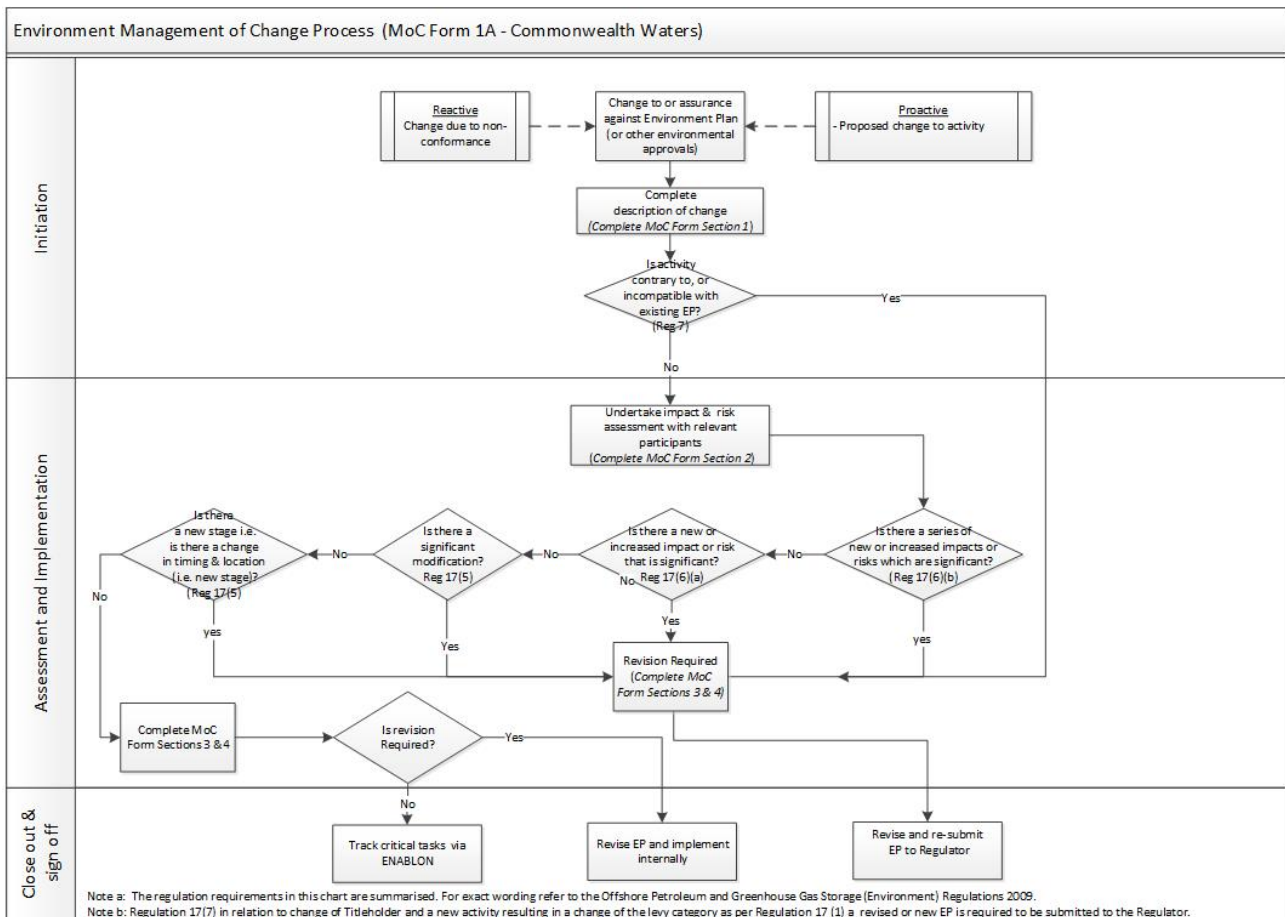 Environment Management of Change Process (MoC Form 1A - Commonwealth Waters)
Initiation
Reactive
Change due to non-
conformance
Change to or assurance
against Environment Plan
(or other environmental
approvals)
Proactive
- Proposed change to activity
Complete
description of change
(Complete MoC Form Section 1)
Is activity
contrary to, or
incompatible with
existing EP?
(Reg 7)
Yes
No
Assessment and Implementation
Undertake impact & risk
assessment with relevant
participants
(Complete MoC Form Section 2)
Is there
a new stage i.e.
is there a change
in timing & location
(i.e. new stage)?
(Reg 17(5)
No
Is there a
significant
modification?
Reg 17(5)
No
Is there a new or
increased impact or risk
that is significant?
No Reg 17(6)(a)
No
Is there a series of
new or increased impacts or
risks which are significant?
(Reg 17(6)(b)
No
yes
Yes
Yes
yes
Revision Required
(Complete MoC
Form Sections 3 & 4)
Complete MoC
Form Sections 3 & 4
Is revision
Required?
Yes
No
Close out &
sign off
Track critical tasks via
ENABLON
Revise EP and implement
internally
Revise and re-submit
EP to Regulator
Note a: The regulation requirements in this chart are summarised. For exact wording refer to the Offshore Petroleum and Greenhouse Gas Storage (Environment) Regulations 2009.
Note b: Regulation 17(7) in relation to change of Titleholder and a new activity resulting in a change of the levy category as per Regulation 17 (1) a revised or new EP is required to be submitted to the Regulator.